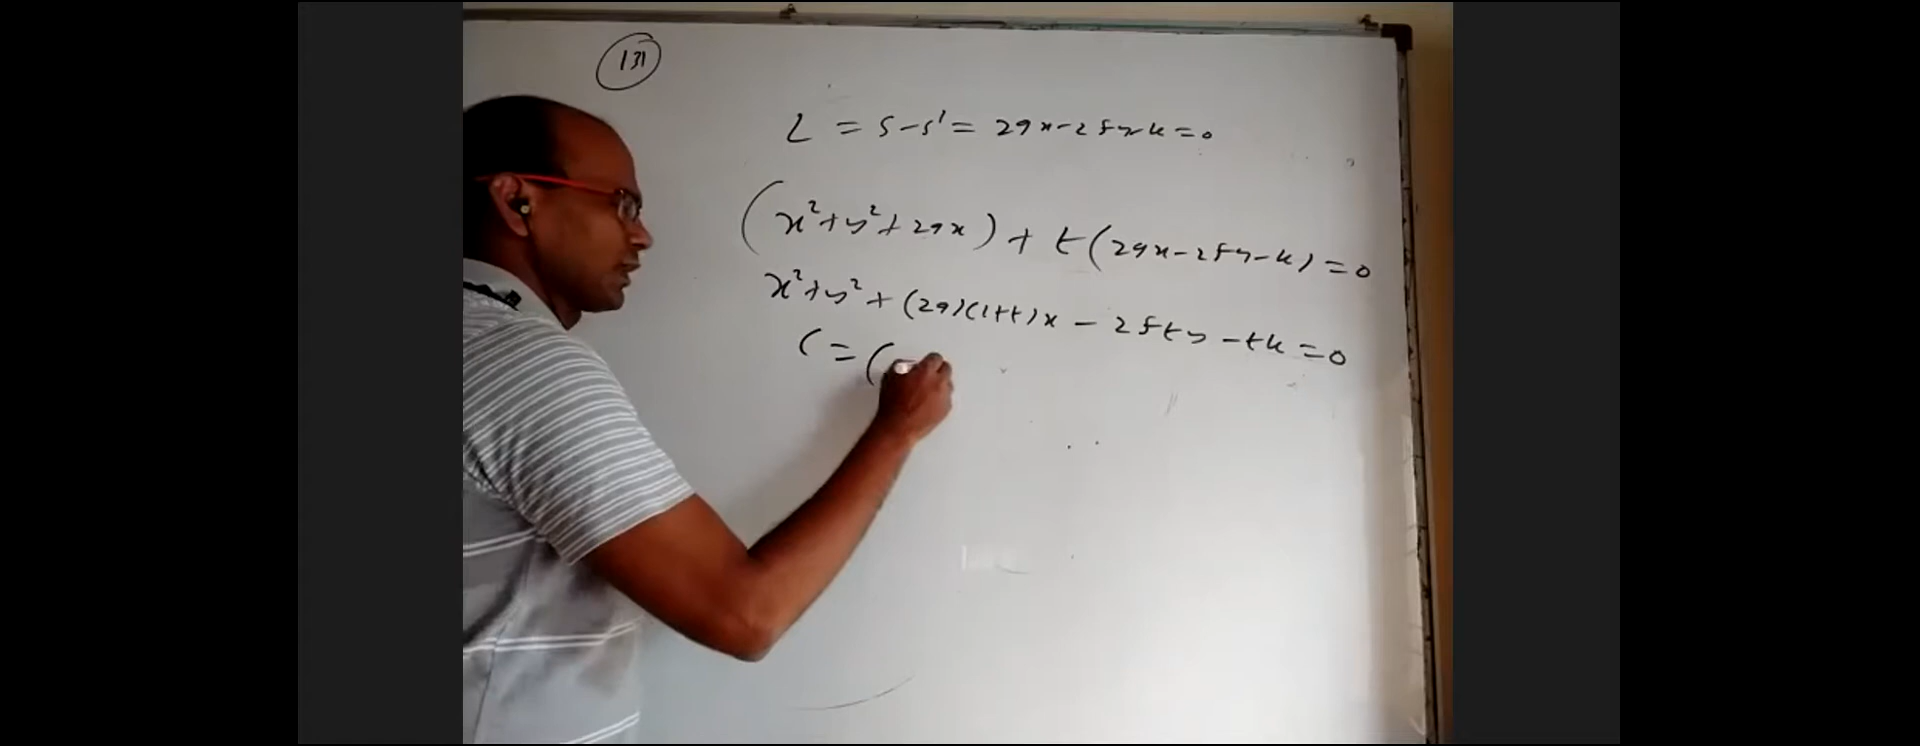 131
L = S - S' = 2gx - 2fy - k = 0
(x² + y² + 2gx) + t(2gx - 2fy - k) = 0
x² + y² + (2g)(1+t)x - 2fty - tk = 0
C = (